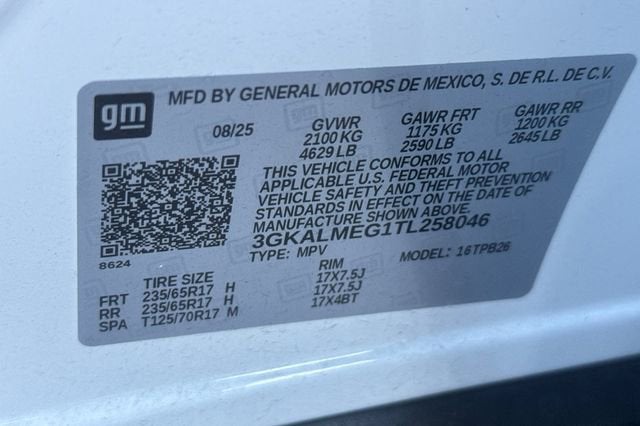 gm
MFD BY GENERAL MOTORS DE MEXICO, S. DE R.L. DE C.V.
08/25 GVWR GAWR FRT GAWR RR
2100 KG 1175 KG 1200 KG
4629 LB 2590 LB 2645 LB
THIS VEHICLE CONFORMS TO ALL
APPLICABLE U.S. FEDERAL MOTOR
VEHICLE SAFETY AND THEFT PREVENTION
STANDARDS IN EFFECT ON THE DATE OF
MANUFACTURE SHOWN ABOVE.
3GKALMEG1TL258046
TYPE: MPV MODEL: 16TPB26
8624
TIRE SIZE RIM
FRT 235/65R17 H 17X7.5J
RR 235/65R17 H 17X7.5J
SPA T125/70R17 M 17X4BT